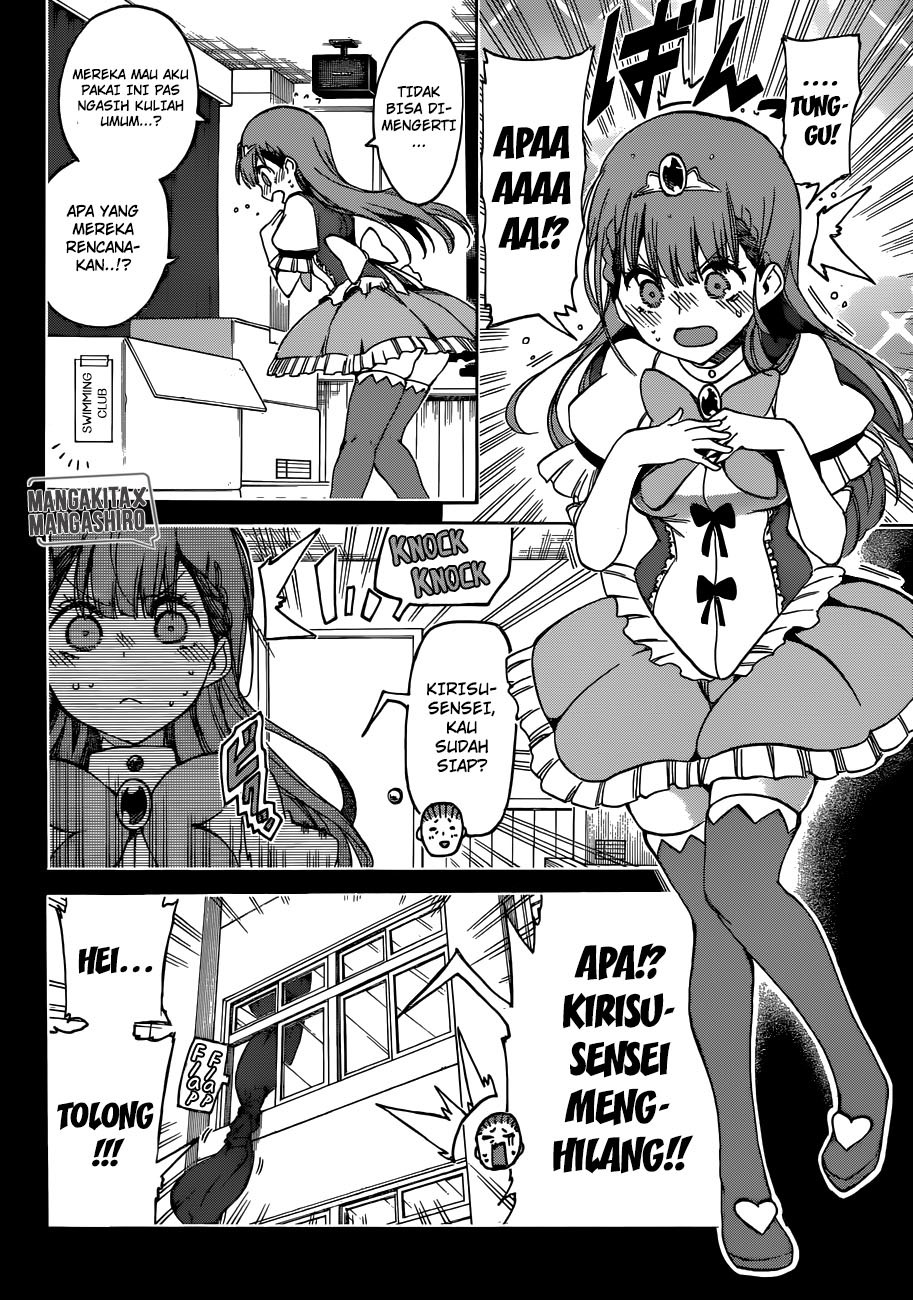 ....
TUNG-
GU!
ばん
APAA
AAAAA
AA!?
TIDAK
BISA DI-
MENGERTI
...
MEREKA MAU AKU
PAKAI INI PAS
NGASIH KULIAH
UMUM...?
APA YANG
MEREKA
RENCANA-
KAN..!?
SWIMMING
CLUB
MANGAKITA X
MANGASHIRO
KNOCK
KNOCK
KIRISU-
SENSEI,
KAU
SUDAH
SIAP?
APA!?
KIRISU-
SENSEI
MENG-
HILANG!!
FLAP
FLAP
HEI...
TOLONG
!!!